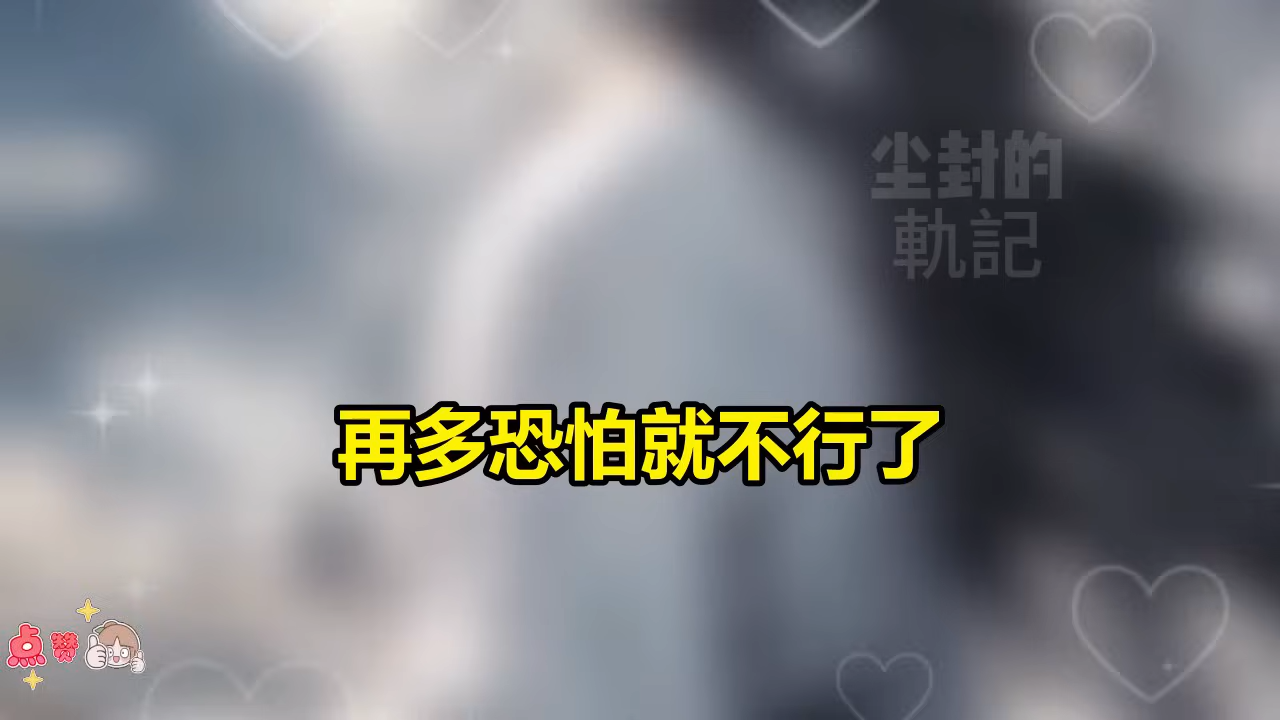 尘封的
軌記
再多恐怕就不行了
点赞